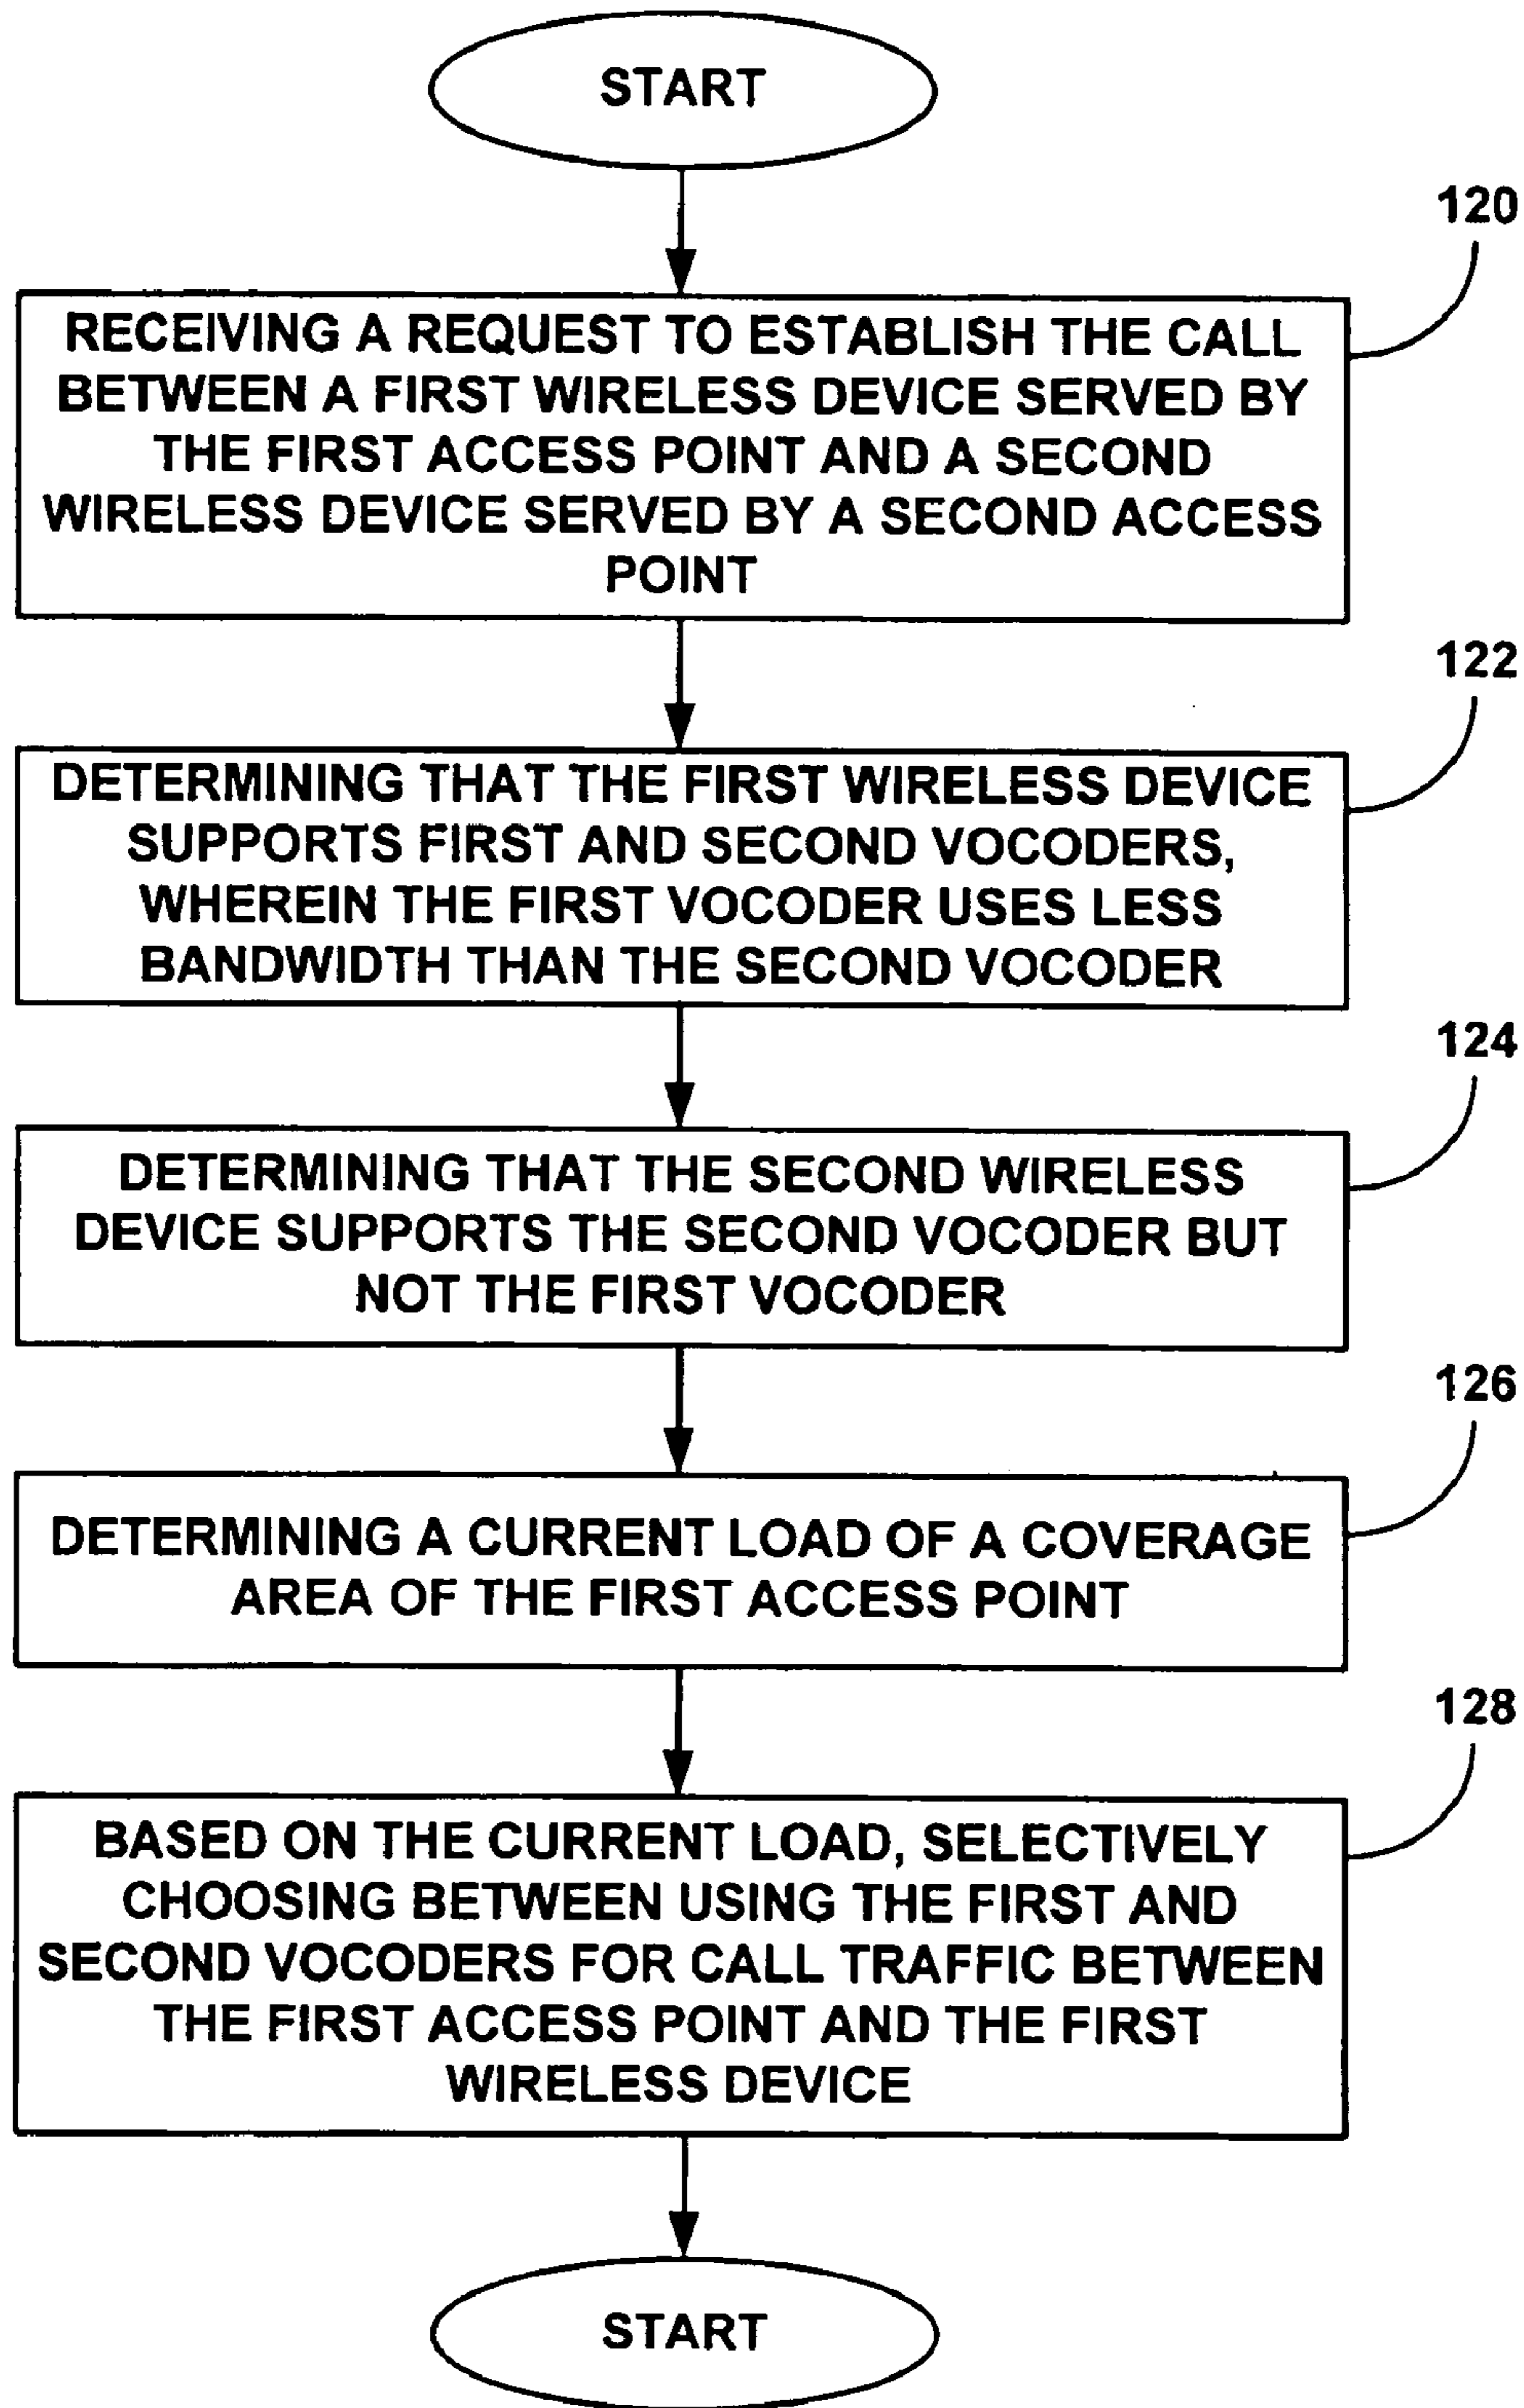 START
120
RECEIVING A REQUEST TO ESTABLISH THE CALL
BETWEEN A FIRST WIRELESS DEVICE SERVED BY
THE FIRST ACCESS POINT AND A SECOND
WIRELESS DEVICE SERVED BY A SECOND ACCESS
POINT
122
DETERMINING THAT THE FIRST WIRELESS DEVICE
SUPPORTS FIRST AND SECOND VOCODERS,
WHEREIN THE FIRST VOCODER USES LESS
BANDWIDTH THAN THE SECOND VOCODER
124
DETERMINING THAT THE SECOND WIRELESS
DEVICE SUPPORTS THE SECOND VOCODER BUT
NOT THE FIRST VOCODER
126
DETERMINING A CURRENT LOAD OF A COVERAGE
AREA OF THE FIRST ACCESS POINT
128
BASED ON THE CURRENT LOAD, SELECTIVELY
CHOOSING BETWEEN USING THE FIRST AND
SECOND VOCODERS FOR CALL TRAFFIC BETWEEN
THE FIRST ACCESS POINT AND THE FIRST
WIRELESS DEVICE
START